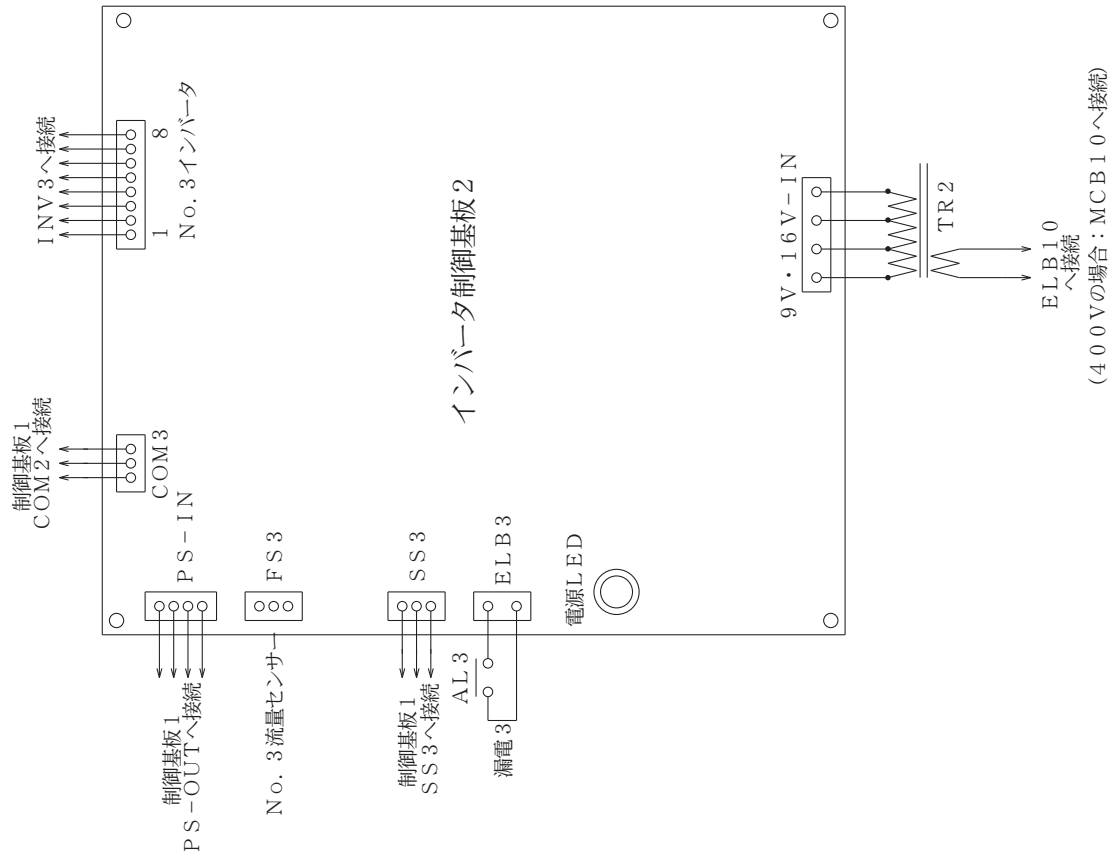 INV3へ接続
1
8
No.3インバータ
制御基板1
COM2へ接続
COM3
PS-IN
制御基板1
PS-OUTへ接続
FS3
No.3流量センサー
SS3
制御基板1
SS3へ接続
ELB3
AL3
漏電3
電源LED
インバータ制御基板2
9V・16V-IN
TR2
ELB10
へ接続
(400Vの場合:MCB10へ接続)